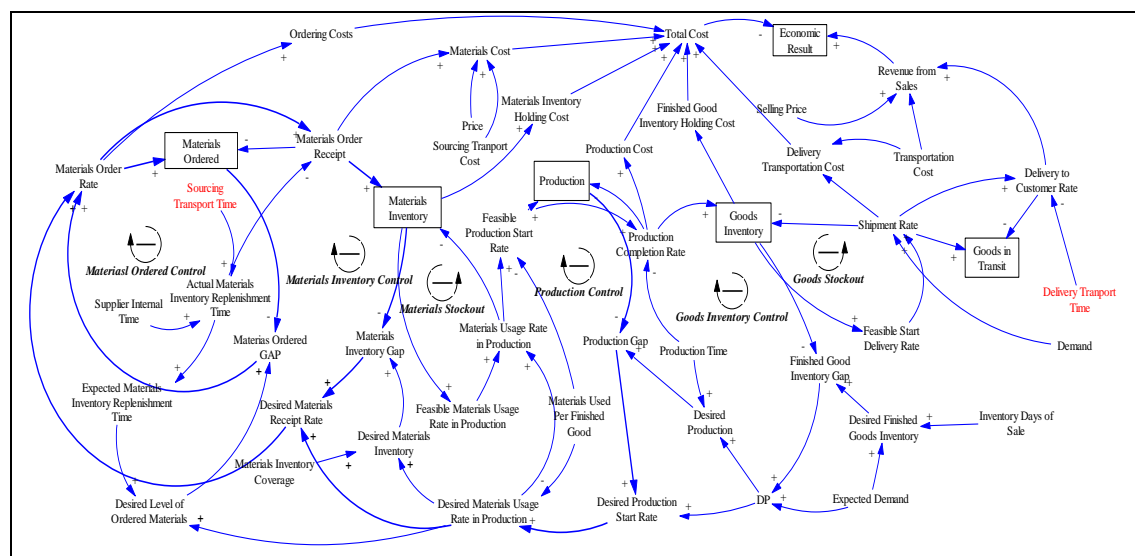 Ordering Costs
Total Cost
Economic
Result
Materials Cost
Revenue from
Sales
Materials Inventory
Holding Cost
Finished Good
Inventory Holding Cost
Selling Price
Price
Sourcing Tranport
Cost
Materials Order
Receipt
Materials
Ordered
Materials Order
Rate
Production Cost
Delivery
Transportation Cost
Transportation
Cost
Delivery to
Customer Rate
Sourcing
Transport Time
Materials
Inventory
Production
Feasible
Production Start
Rate
Production
Completion Rate
Goods
Inventory
Shipment Rate
Goods in
Transit
Materiasl Ordered Control
Materials Inventory Control
Materials Stockout
Production Control
Goods Inventory Control
Goods Stockout
Actual Materials
Inventory Replenishment
Time
Supplier Internal
Time
Delivery Tranport
Time
Materias Ordered
GAP
Materials
Inventory Gap
Materials Usage Rate
in Production
Production Gap
Production Time
Feasible Start
Delivery Rate
Demand
Finished Good
Inventory Gap
Expected Materials
Inventory Replenishment
Time
Desired Materials
Receipt Rate
Feasible Materials Usage
Rate in Production
Materials Used
Per Finished
Good
Desired
Production
Desired Finished
Goods Inventory
Inventory Days of
Sale
Desired Materials
Inventory
Materials Inventory
Coverage
Desired Level of
Ordered Materials
Desired Materials Usage
Rate in Production
Desired Production
Start Rate
DP
Expected Demand